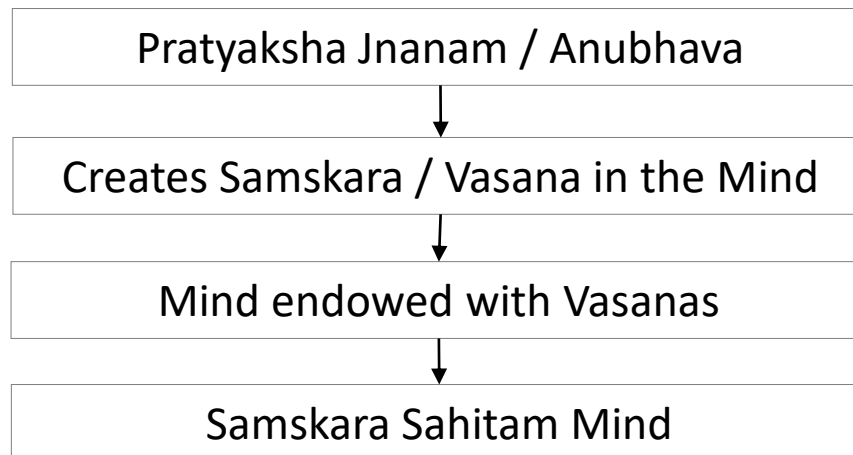 Pratyaksha Jnanam / Anubhava
Creates Samskara / Vasana in the Mind
Mind endowed with Vasanas
Samskara Sahitam Mind